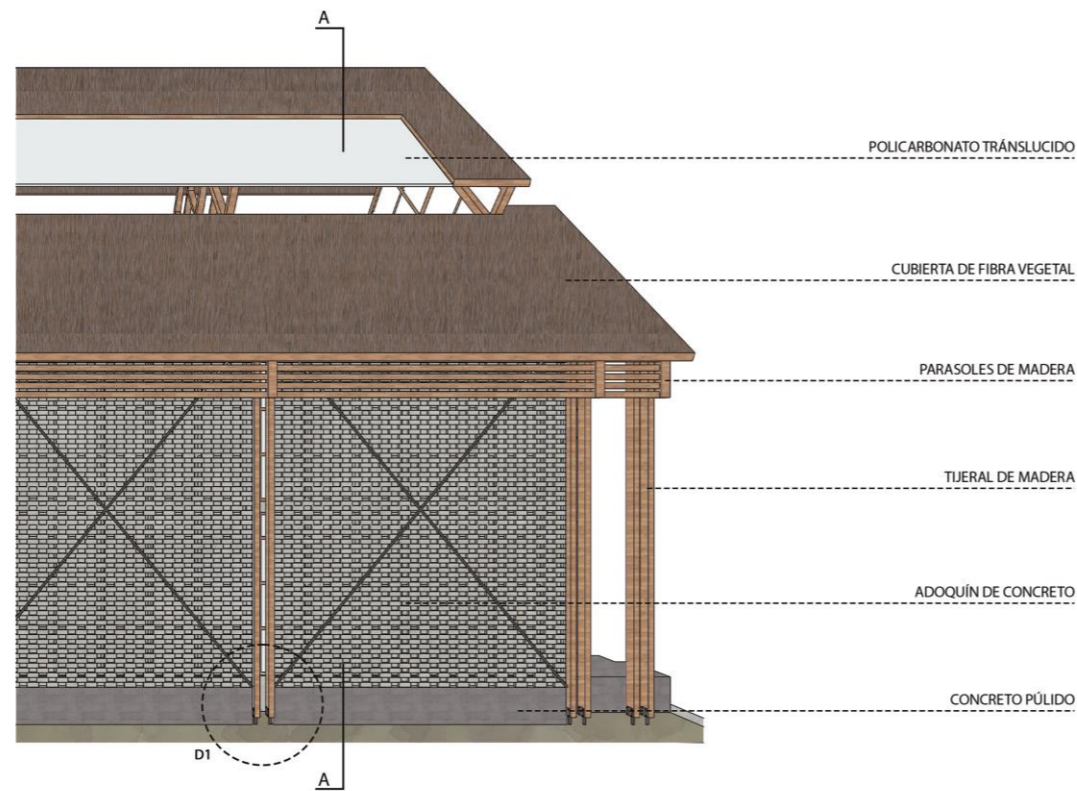 A
POLICARBONATO TRÁNSLUCIDO
CUBIERTA DE FIBRA VEGETAL
PARASOLES DE MADERA
TIJERAL DE MADERA
ADOQUÍN DE CONCRETO
CONCRETO PÚLIDO
D1
A